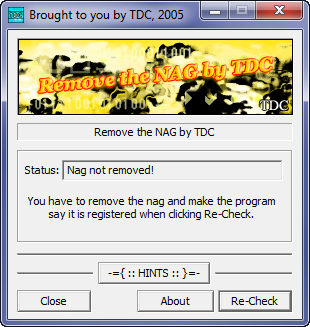 Brought to you by TDC, 2005
Remove the NAG by TDC
TDC
Remove the NAG by TDC
Status: Nag not removed!
You have to remove the nag and make the program
say it is registered when clicking Re-Check.
-={ :: HINTS :: }=-
Close About Re-Check